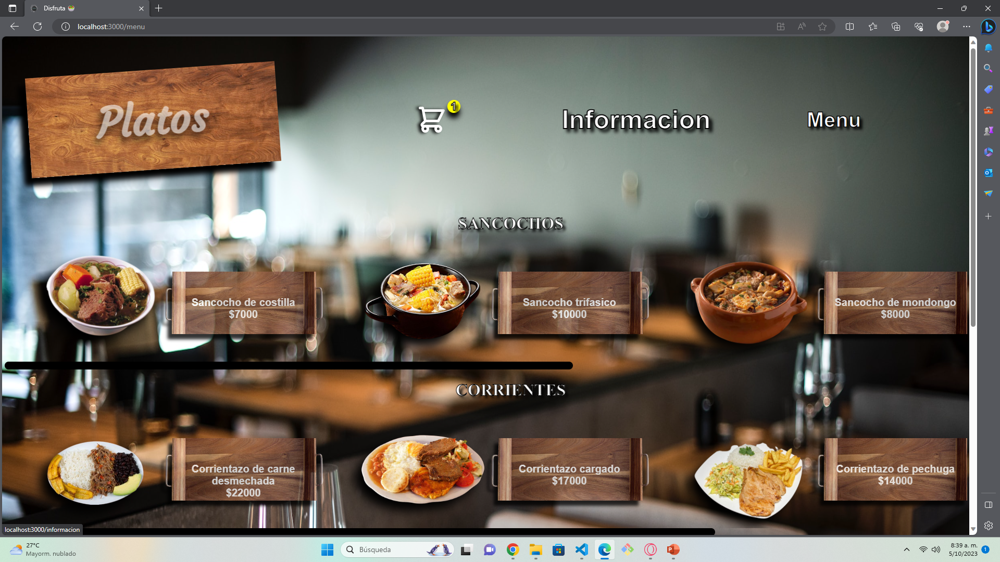 Disfruta
localhost:3000/menu
Platos
1
Informacion
Menu
SANCOCHOS
Sancocho de costilla
$7000
Sancocho trifasico
$10000
Sancocho de mondongo
$8000
CORRIENTES
Corrientazo de carne
desmechada
$22000
Corrientazo cargado
$17000
Corrientazo de pechuga
$14000
localhost:3000/informacion
27°C
Mayorm. nublado
Búsqueda
8:39 a. m.
5/10/2023
1